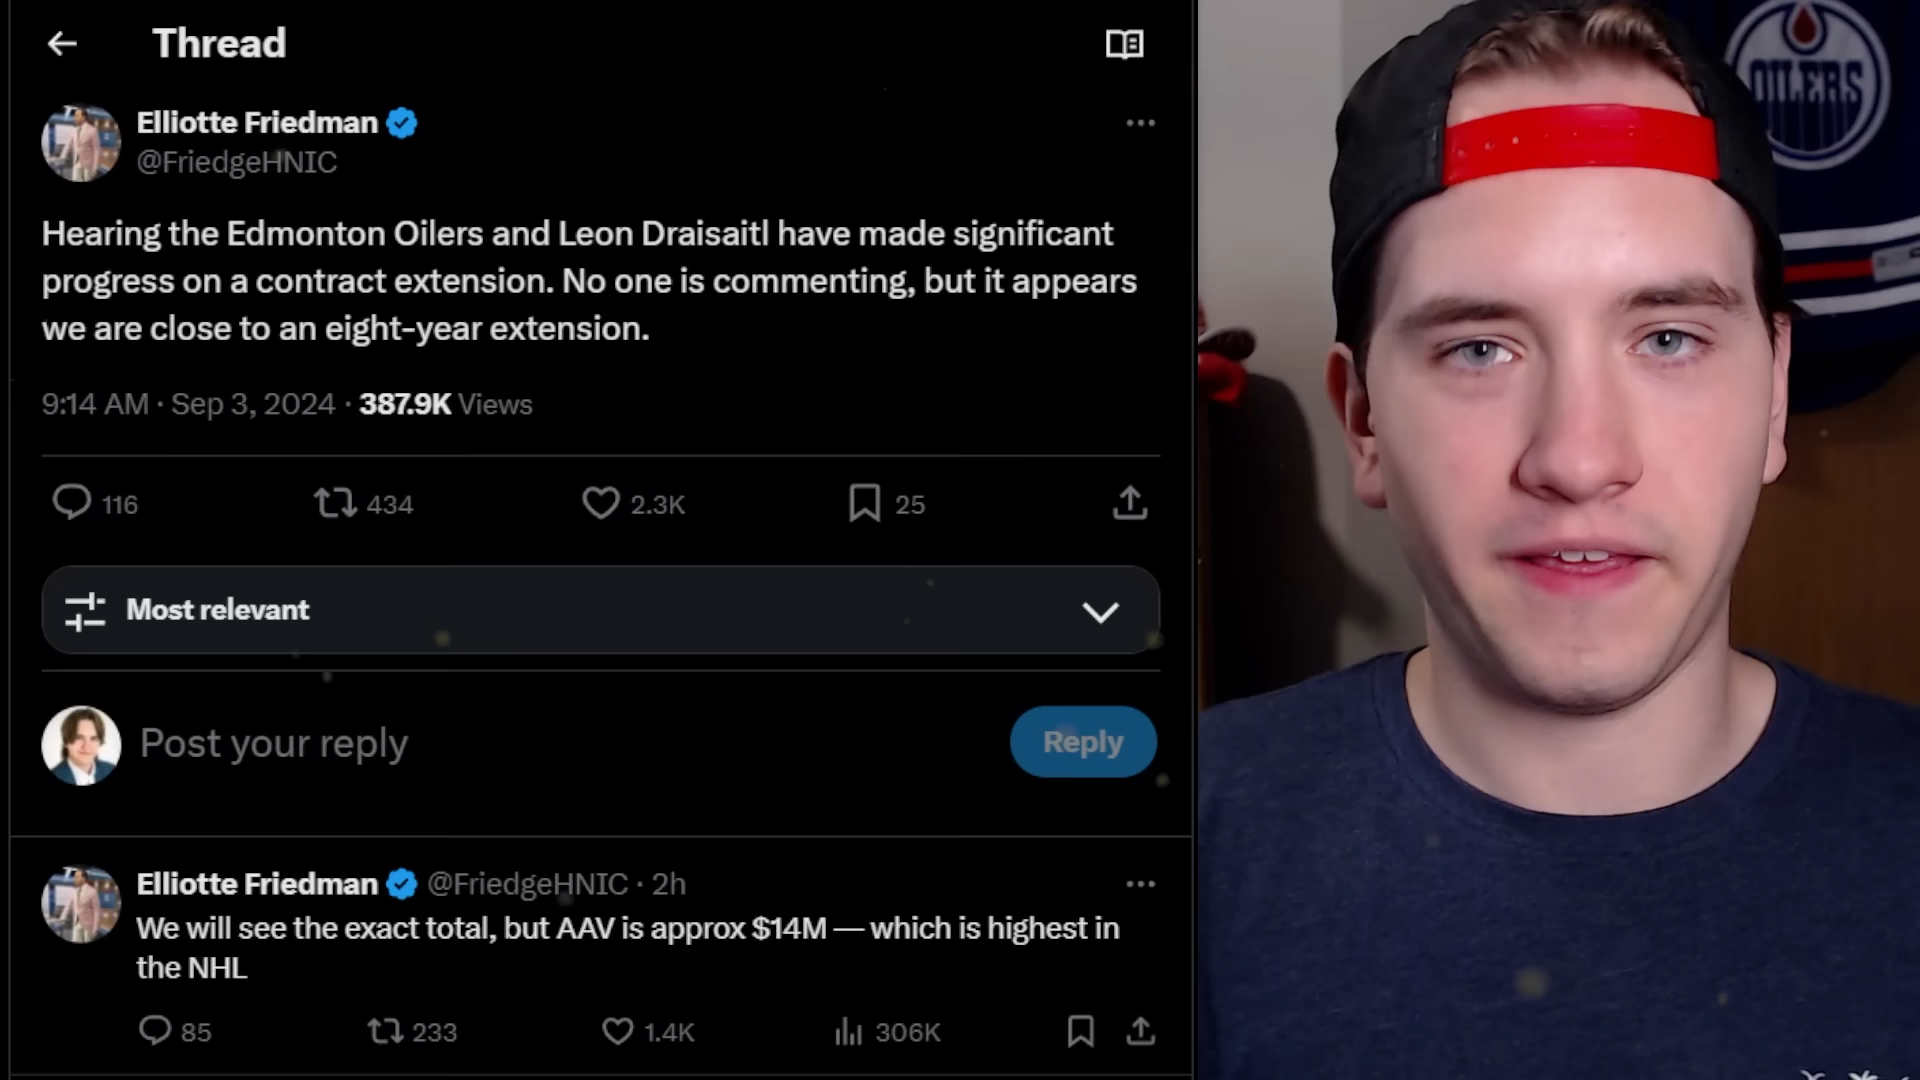 Thread
Elliotte Friedman
@FriedgeHNIC
Hearing the Edmonton Oilers and Leon Draisaitl have made significant
progress on a contract extension. No one is commenting, but it appears
we are close to an eight-year extension.
9:14 AM · Sep 3, 2024 · 387.9K Views
116 434 2.3K 25
Most relevant
Post your reply
Reply
Elliotte Friedman @FriedgeHNIC · 2h
We will see the exact total, but AAV is approx $14M — which is highest in
the NHL
85 233 1.4K 306K
OILERS